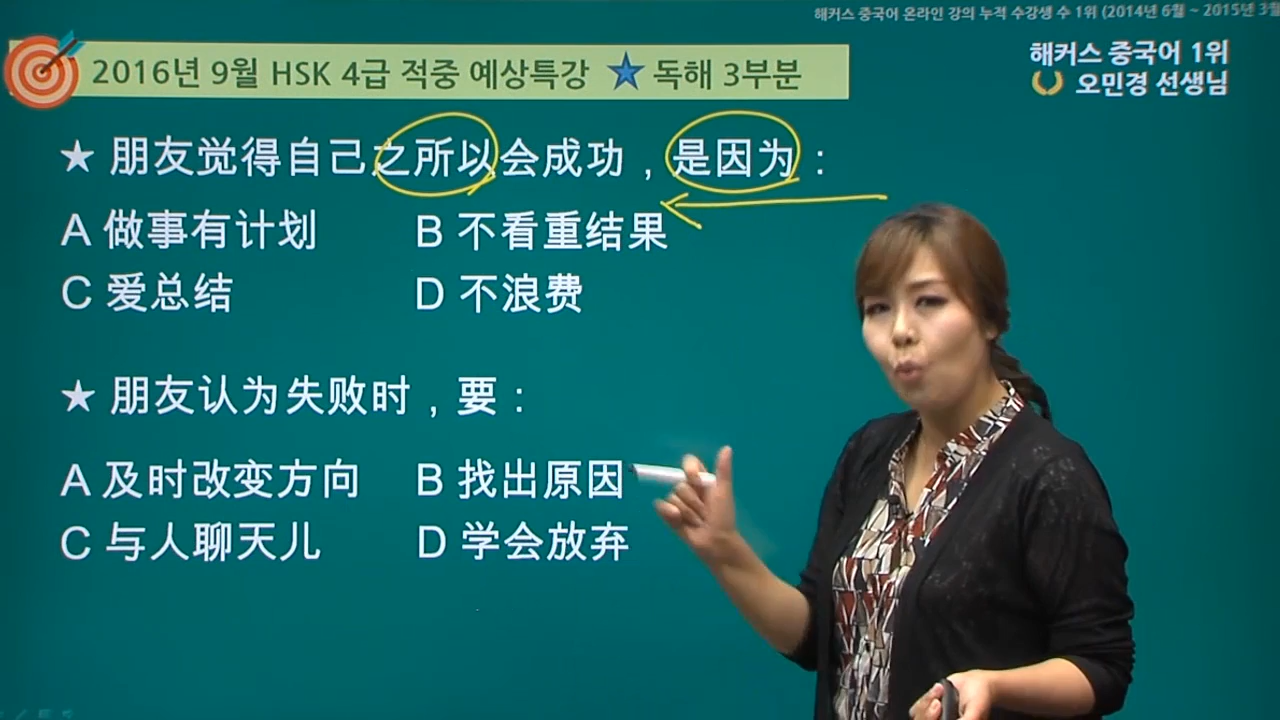 해커스 중국어 온라인 강의 누적 수강생 수 1위 (2014년 6월 ~ 2015년 3월
해커스 중국어 1위
오민경 선생님
2016년 9월 HSK 4급 적중 예상특강 ★ 독해 3부분
★ 朋友觉得自己之所以会成功，是因为：
A 做事有计划 B 不看重结果
C 爱总结 D 不浪费
★ 朋友认为失败时，要：
A 及时改变方向 B 找出原因
C 与人聊天儿 D 学会放弃